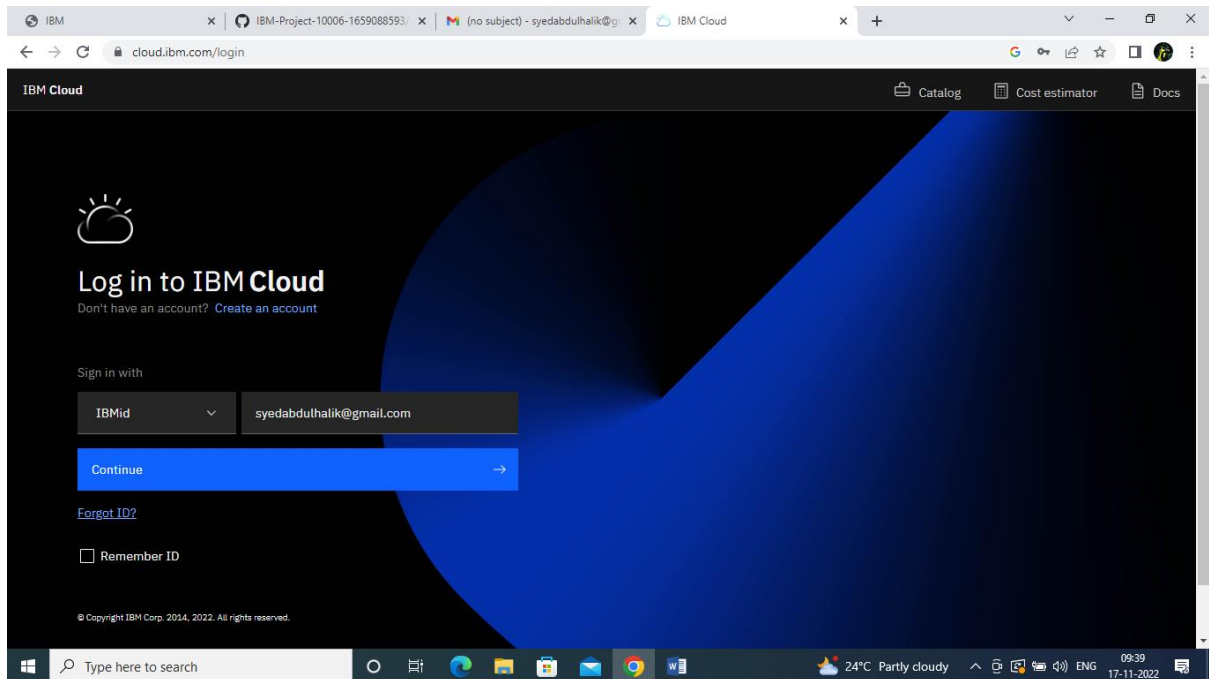 IBM
IBM-Project-10006-1659088593/
(no subject) - syedabdulhalik@g
IBM Cloud
cloud.ibm.com/login
IBM Cloud
Catalog
Cost estimator
Docs
Log in to IBM Cloud
Don't have an account? Create an account
Sign in with
IBMid
syedabdulhalik@gmail.com
Continue
Forgot ID?
Remember ID
© Copyright IBM Corp. 2014, 2022. All rights reserved.
Type here to search
24°C Partly cloudy
ENG
09:39
17-11-2022